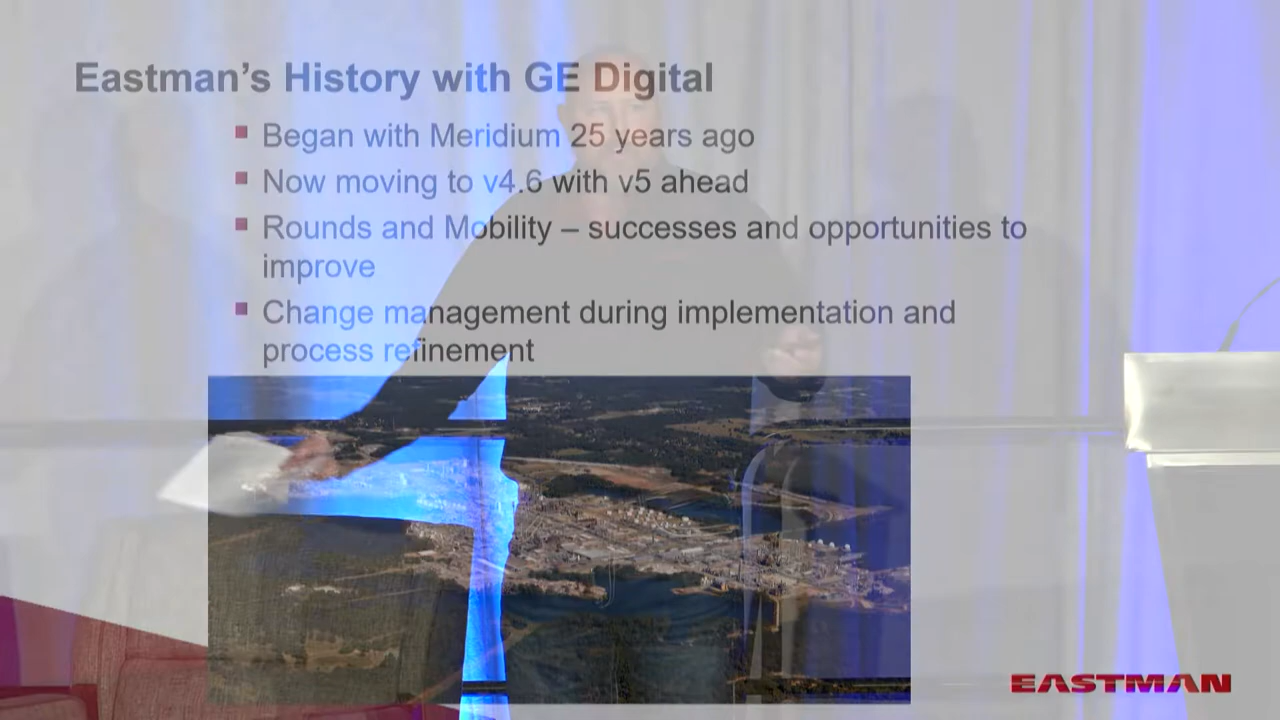 Eastman's History with GE Digital
Began with Meridium 25 years ago
Now moving to v4.6 with v5 ahead
Rounds and Mobility – successes and opportunities to
improve
Change management during implementation and
process refinement
EASTMAN